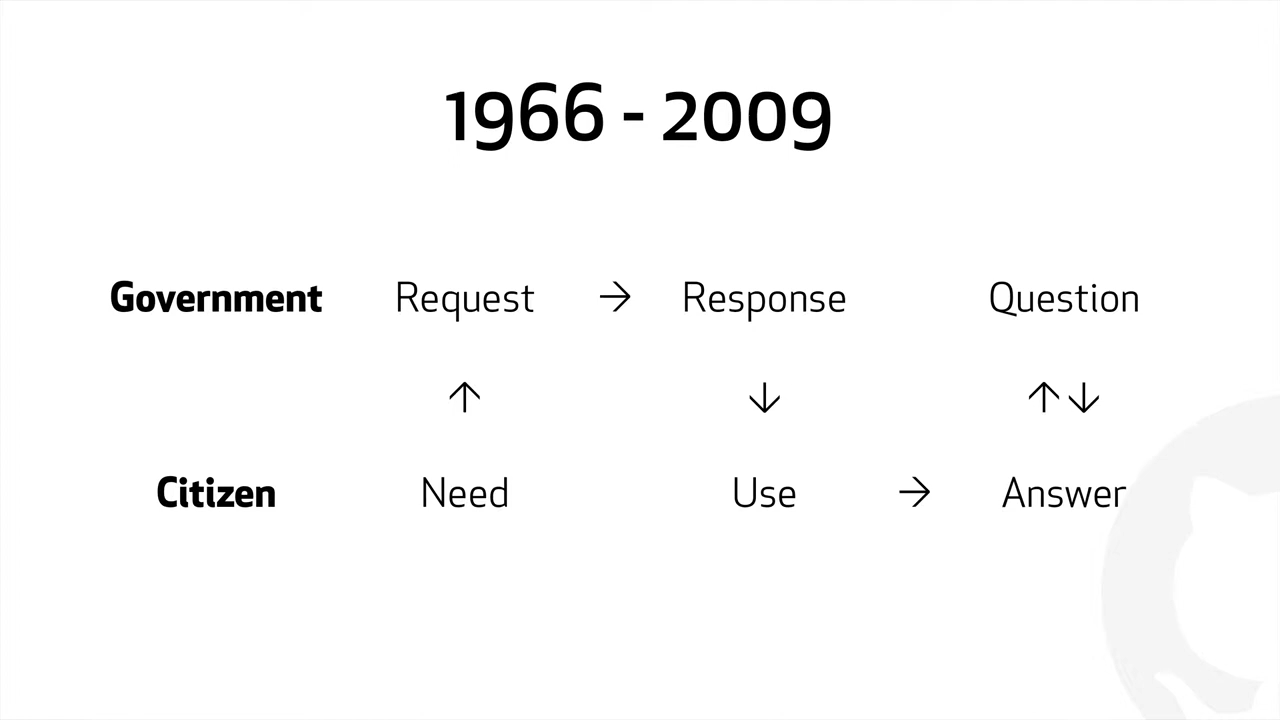 1966 - 2009
Government Request → Response Question
↑ ↓ ↑↓
Citizen Need Use → Answer